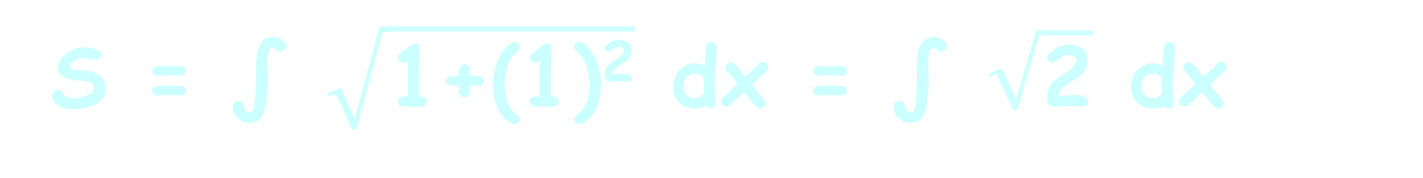 S = ∫ √1+(1)² dx = ∫ √2 dx